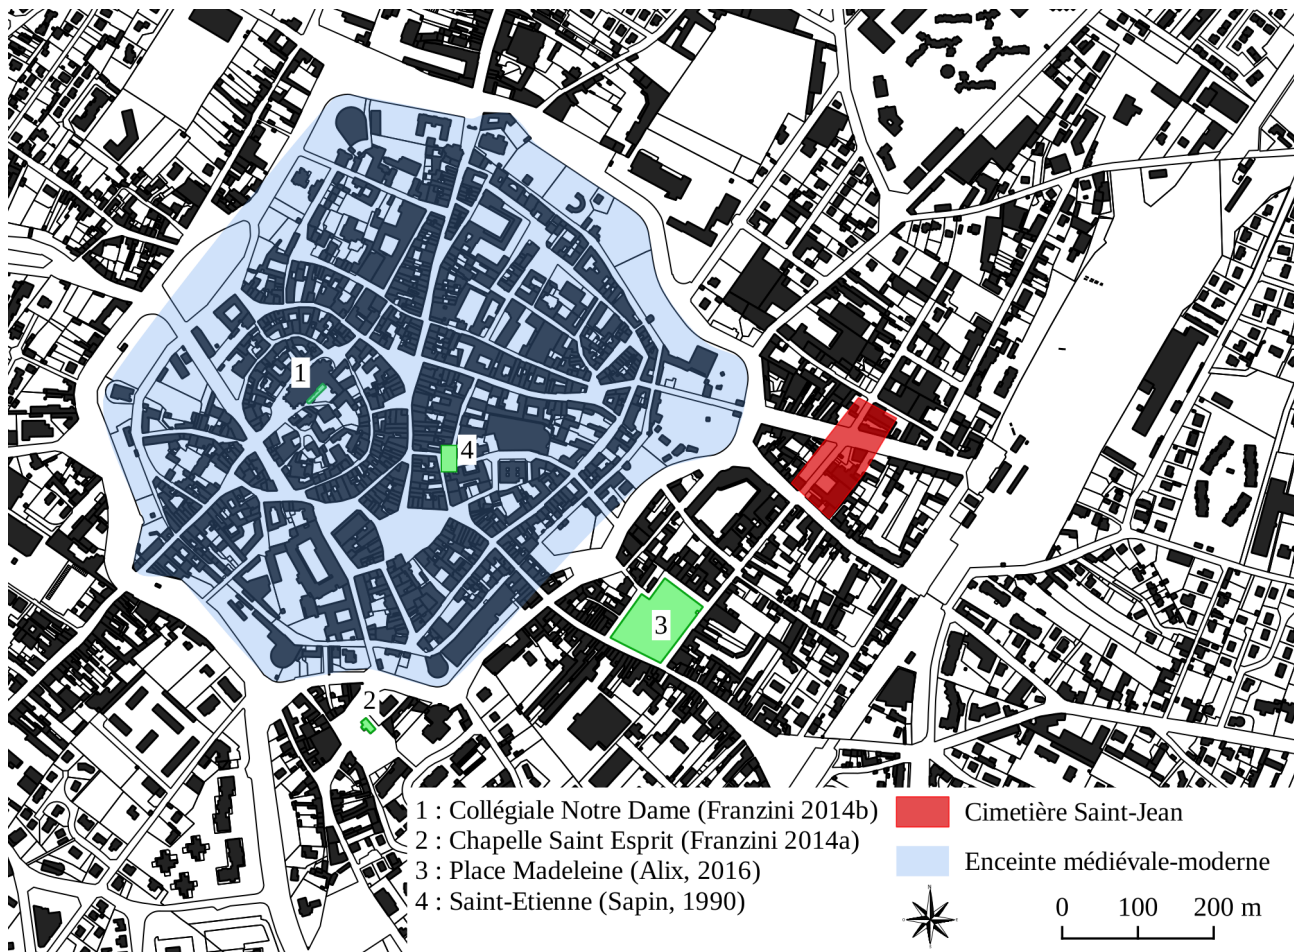 1
4
3
2
1 : Collégiale Notre Dame (Franzini 2014b)
2 : Chapelle Saint Esprit (Franzini 2014a)
3 : Place Madeleine (Alix, 2016)
4 : Saint-Etienne (Sapin, 1990)
Cimetière Saint-Jean
Enceinte médiévale-moderne
0 100 200 m